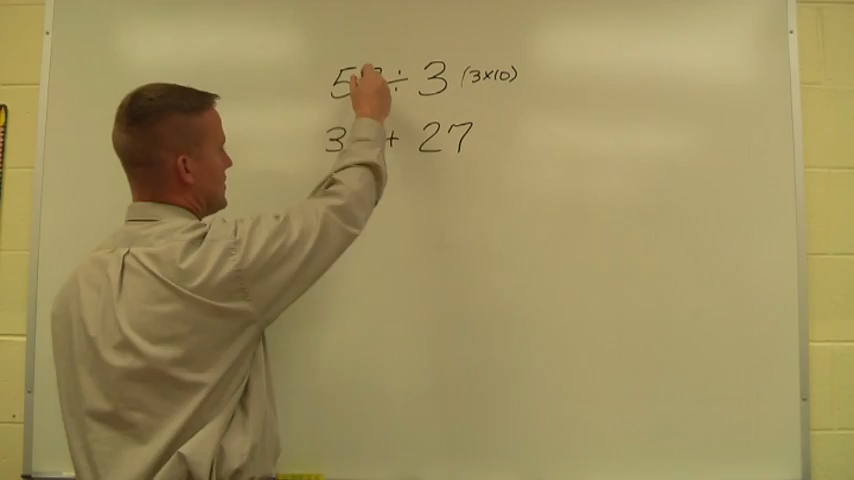 5 ÷ 3 (3x10)
3 + 27